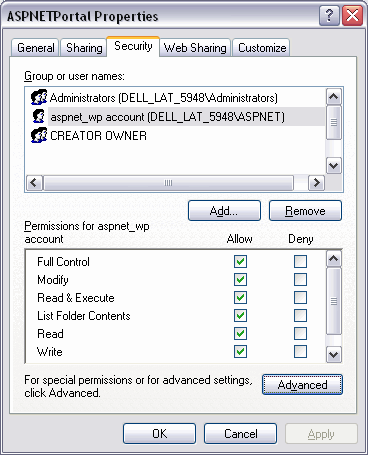 ASPNETPortal Properties
General Sharing Security Web Sharing Customize
Group or user names:
Administrators (DELL_LAT_5948\Administrators)
aspnet_wp account (DELL_LAT_5948\ASPNET)
CREATOR OWNER
Add... Remove
Permissions for aspnet_wp
account Allow Deny
Full Control
Modify
Read & Execute
List Folder Contents
Read
Write
For special permissions or for advanced settings,
click Advanced. Advanced
OK Cancel Apply